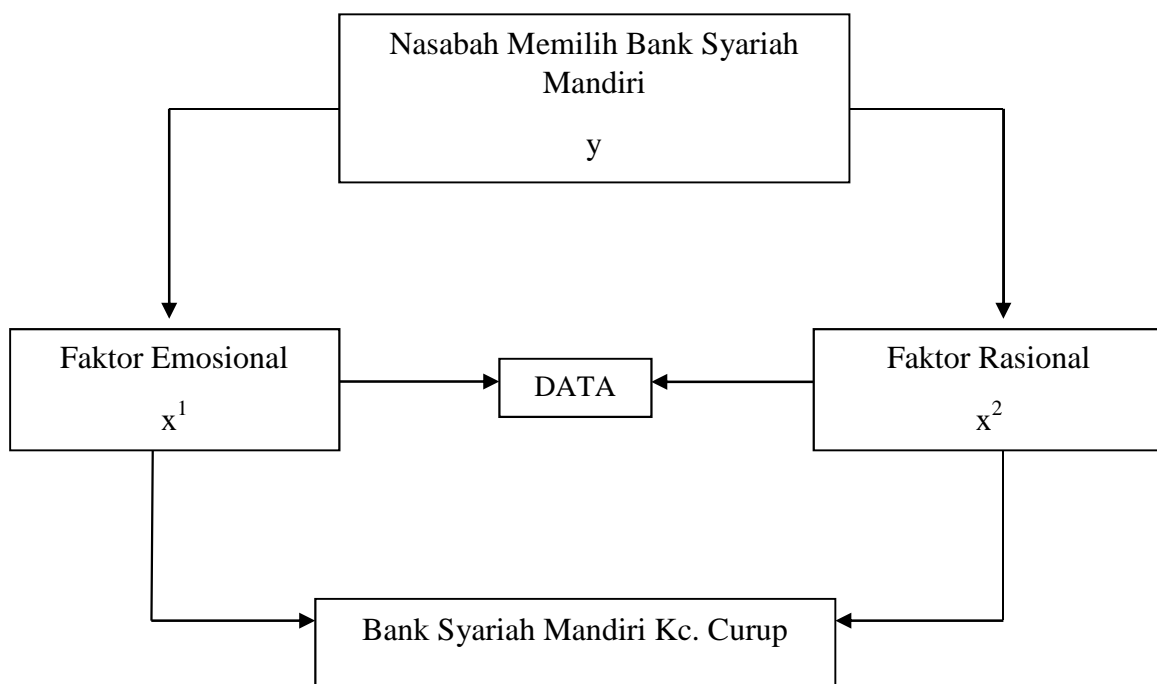 Nasabah Memilih Bank Syariah
Mandiri
y
Faktor Emosional
x¹
DATA
Faktor Rasional
x²
Bank Syariah Mandiri Kc. Curup